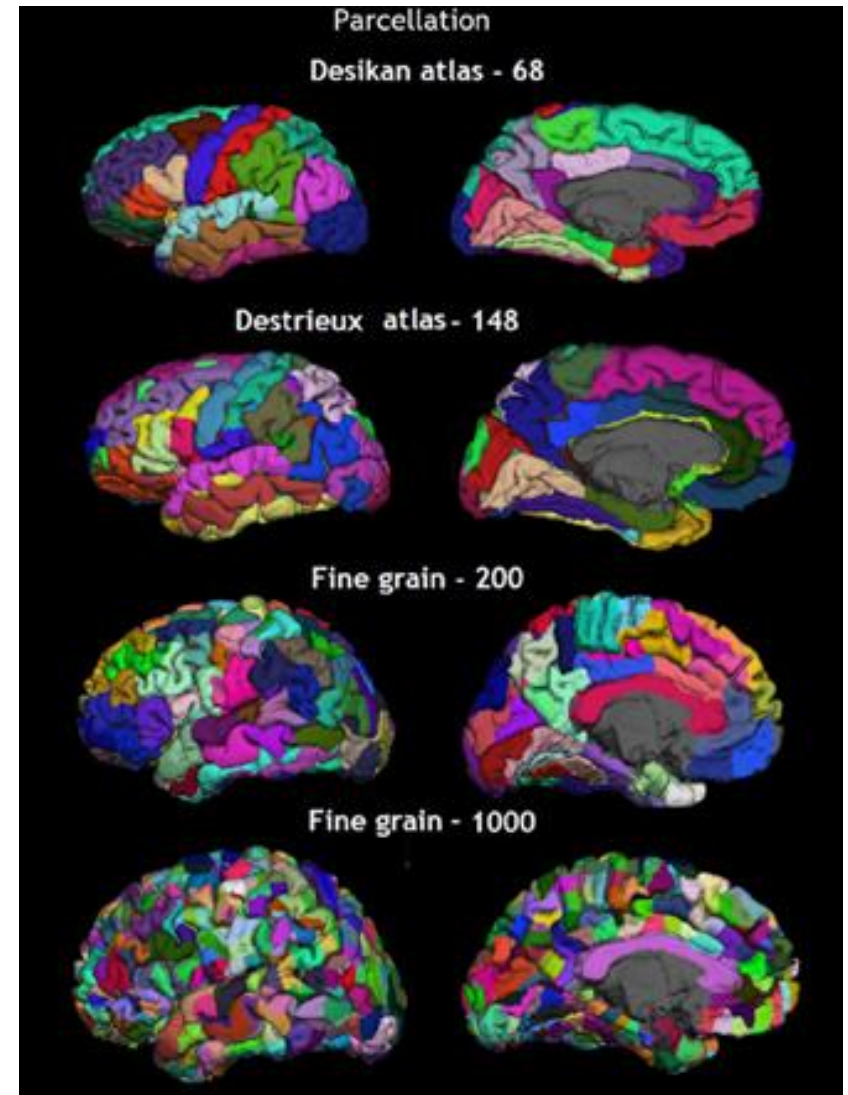 Parcellation
Desikan atlas - 68
Destrieux atlas - 148
Fine grain - 200
Fine grain - 1000